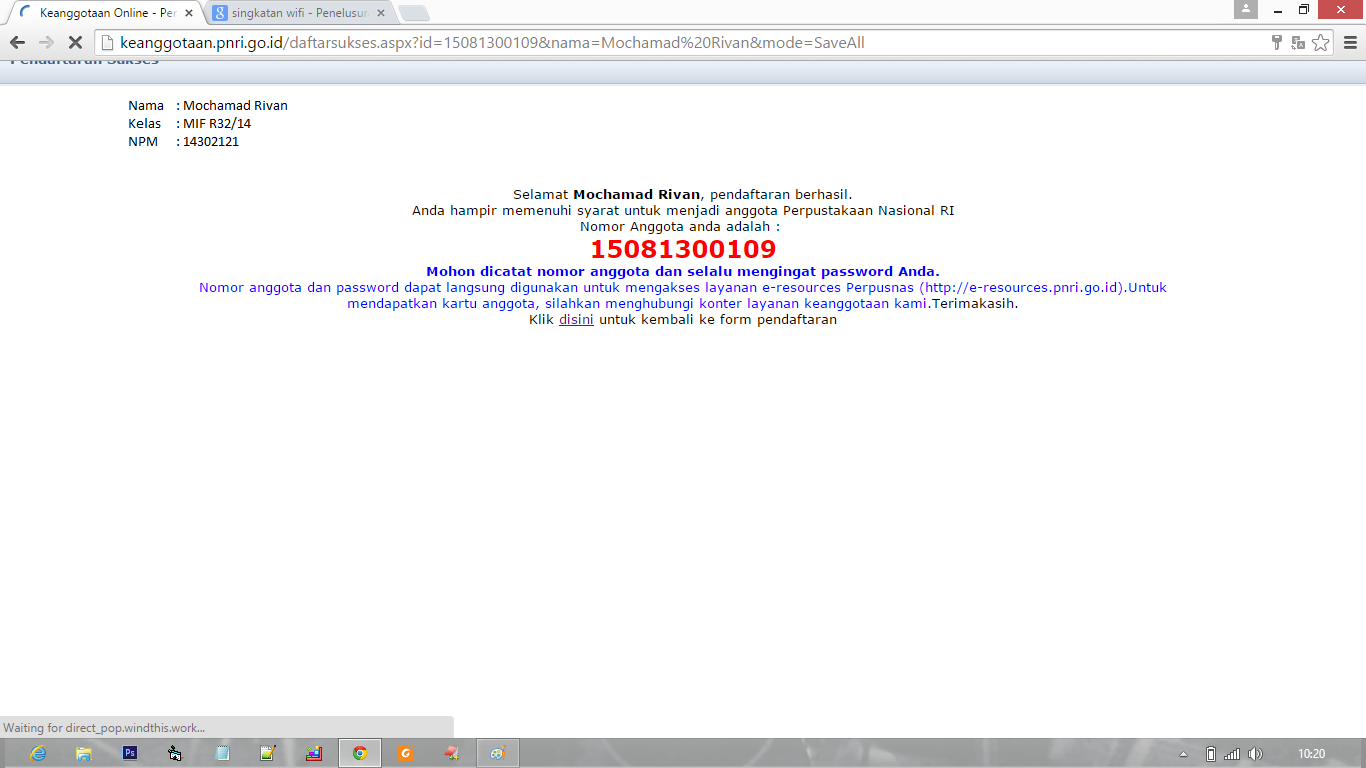 Keanggotaan Online - Per
singkatan wifi - Penelusur
keanggotaan.pnri.go.id/daftarsukses.aspx?id=15081300109&nama=Mochamad%20Rivan&mode=SaveAll
Pendaftaran Sukses
Nama : Mochamad Rivan
Kelas : MIF R32/14
NPM : 14302121
Selamat Mochamad Rivan, pendaftaran berhasil.
Anda hampir memenuhi syarat untuk menjadi anggota Perpustakaan Nasional RI
Nomor Anggota anda adalah :
15081300109
Mohon dicatat nomor anggota dan selalu mengingat password Anda.
Nomor anggota dan password dapat langsung digunakan untuk mengakses layanan e-resources Perpusnas (http://e-resources.pnri.go.id).Untuk
mendapatkan kartu anggota, silahkan menghubungi konter layanan keanggotaan kami.Terimakasih.
Klik disini untuk kembali ke form pendaftaran
Waiting for direct_pop.windthis.work...
Ps
10:20